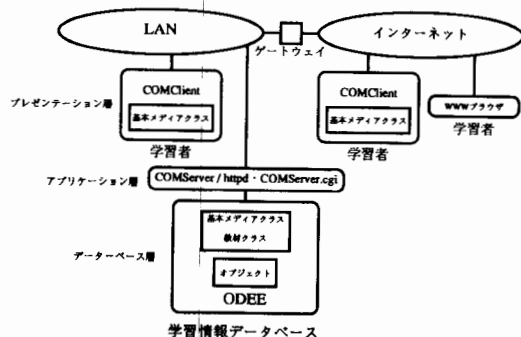 LAN
インターネット
ゲートウェイ
COMClient
基本メディアクラス
プレゼンテーション層
学習者
COMClient
基本メディアクラス
学習者
WWWブラウザ
学習者
アプリケーション層
COMServer / httpd・COMServer.cgi
基本メディアクラス
教材クラス
データーベース層
オブジェクト
ODEE
学習情報データベース